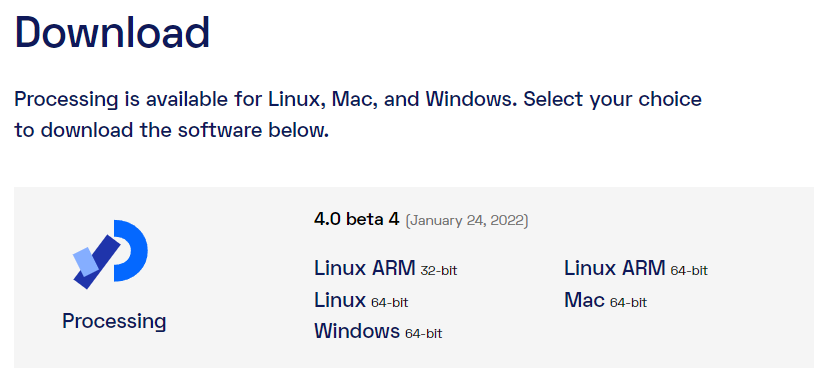 Download
Processing is available for Linux, Mac, and Windows. Select your choice
to download the software below.
4.0 beta 4 (January 24, 2022)
Linux ARM 32-bit
Linux ARM 64-bit
Linux 64-bit
Mac 64-bit
Windows 64-bit
Processing